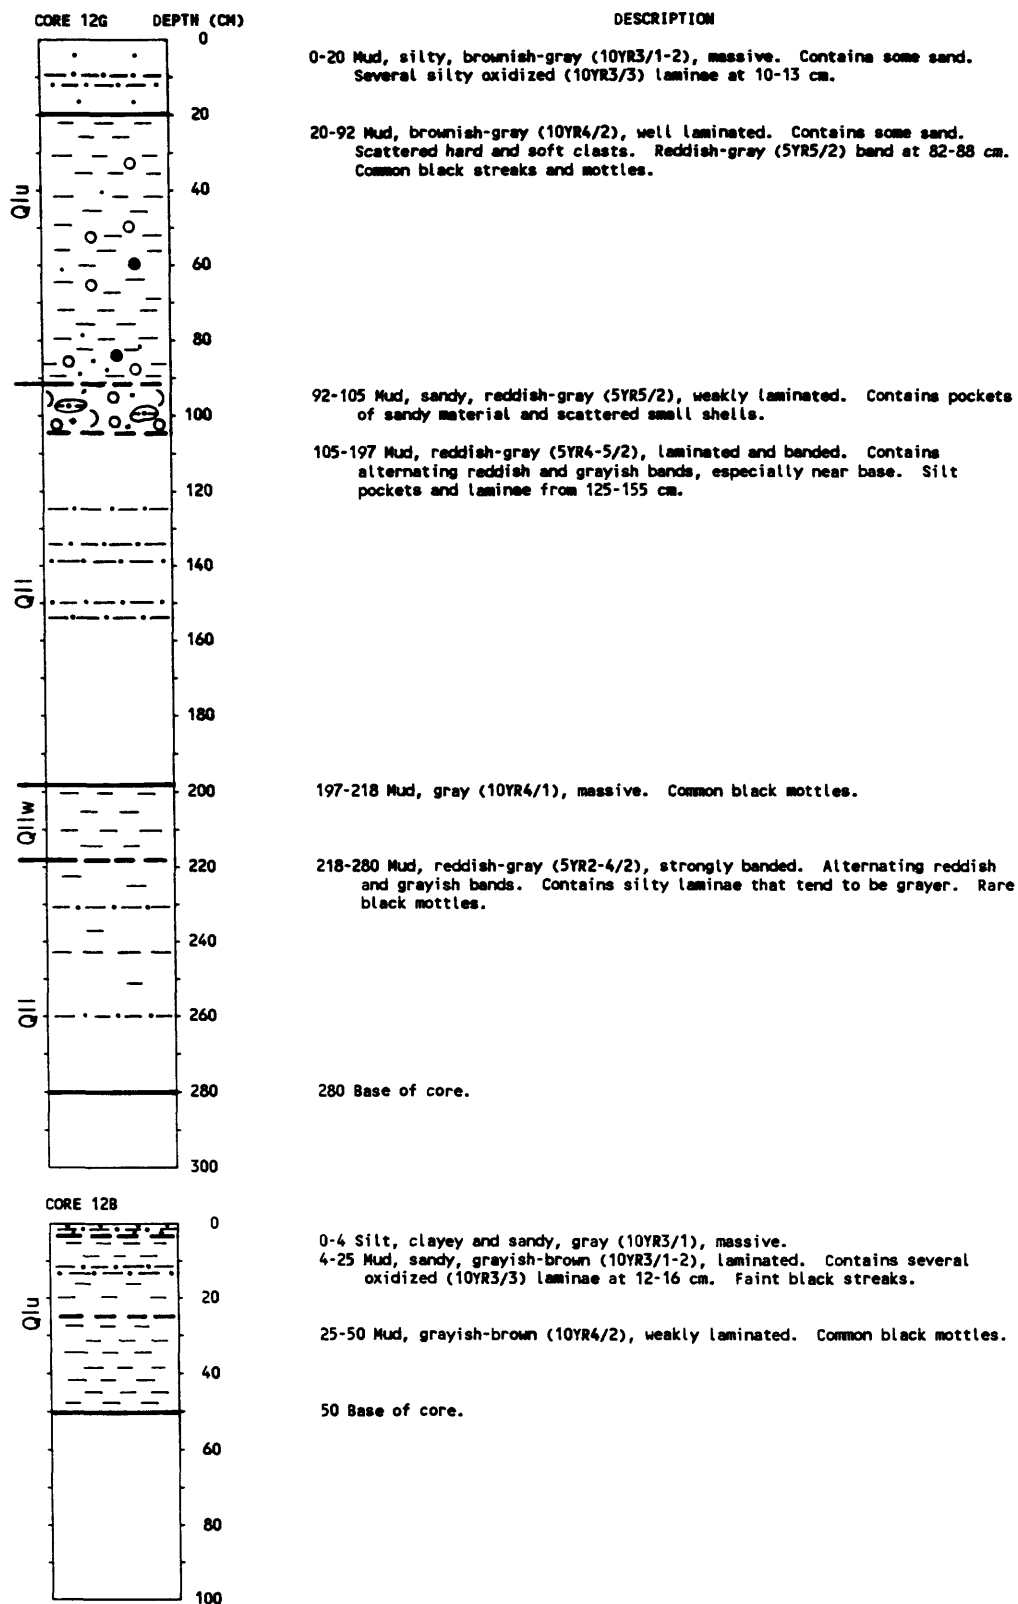 CORE 12G DEPTH (CM) DESCRIPTION
0
0-20 Mud, silty, brownish-gray (10YR3/1-2), massive. Contains some sand.
Several silty oxidized (10YR3/3) laminae at 10-13 cm.
20
20-92 Mud, brownish-gray (10YR4/2), well laminated. Contains some sand.
Scattered hard and soft clasts. Reddish-gray (5YR5/2) band at 82-88 cm.
Common black streaks and mottles.
Qlu
40
60
80
92-105 Mud, sandy, reddish-gray (5YR5/2), weakly laminated. Contains pockets
of sandy material and scattered small shells.
100
105-197 Mud, reddish-gray (5YR4-5/2), laminated and banded. Contains
alternating reddish and grayish bands, especially near base. Silt
pockets and laminae from 125-155 cm.
120
140
Qll
160
180
200
197-218 Mud, gray (10YR4/1), massive. Common black mottles.
Qllw
220
218-280 Mud, reddish-gray (5YR2-4/2), strongly banded. Alternating reddish
and grayish bands. Contains silty laminae that tend to be grayer. Rare
black mottles.
240
Qll
260
280
280 Base of core.
300
CORE 12B
0
0-4 Silt, clayey and sandy, gray (10YR3/1), massive.
4-25 Mud, sandy, grayish-brown (10YR3/1-2), laminated. Contains several
oxidized (10YR3/3) laminae at 12-16 cm. Faint black streaks.
20
Qlu
25-50 Mud, grayish-brown (10YR4/2), weakly laminated. Common black mottles.
40
50 Base of core.
60
80
100